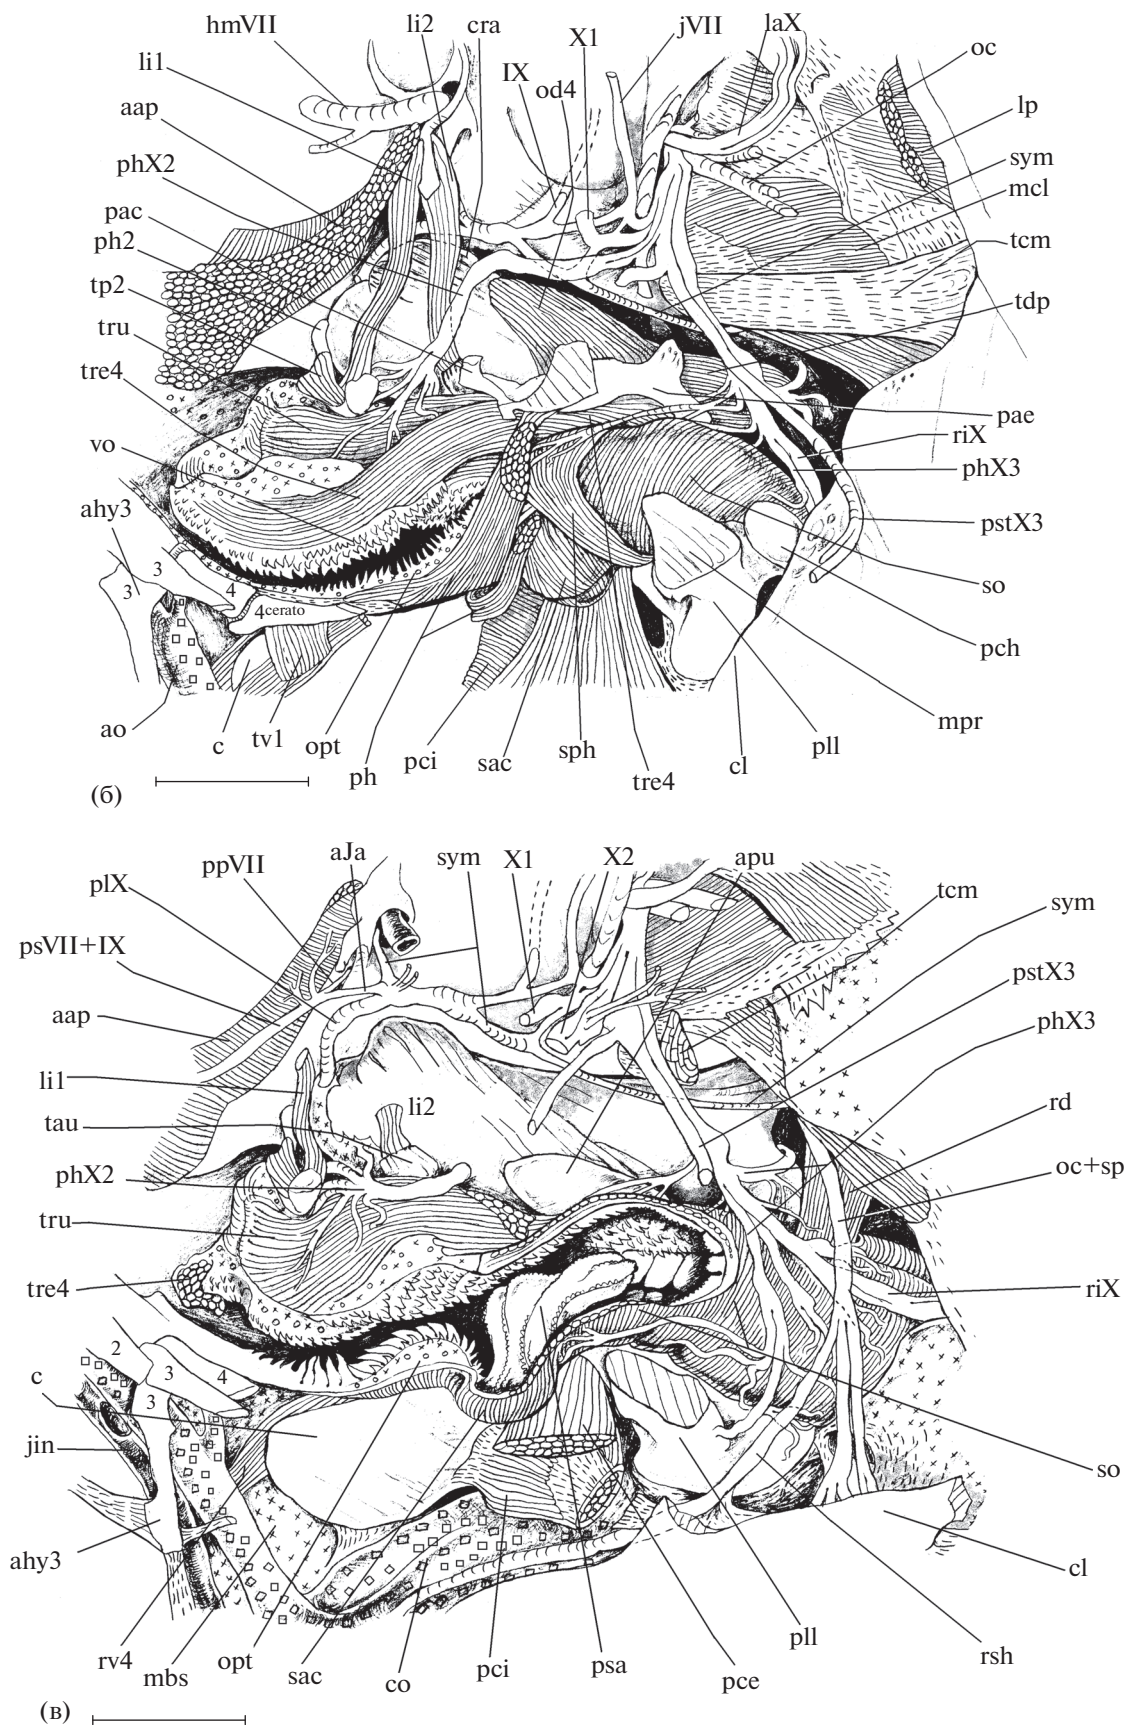 hmVII li2 cra X1 jVII laX oc
li1 IX od4 lp
aap sym
phX2 mcl
pac tcm
ph2 tdp
tp2
tru
tre4 pae
vo riX
phX3
ahy3 pstX3
3 3 4 so
4cerato pch
ao c tv1 opt ph pci sac sph tre4 cl pll mpr
(б)
ppVII aJa sym X1 X2 apu tcm
plX sym
psVII+IX pstX3
aap phX3
li1 li2 rd
tau oc+sp
phX2
tru
tre4 riX
2 3 4
c 3
jin so
ahy3 cl
rv4 mbs opt sac co pci psa pce pll rsh
(в)